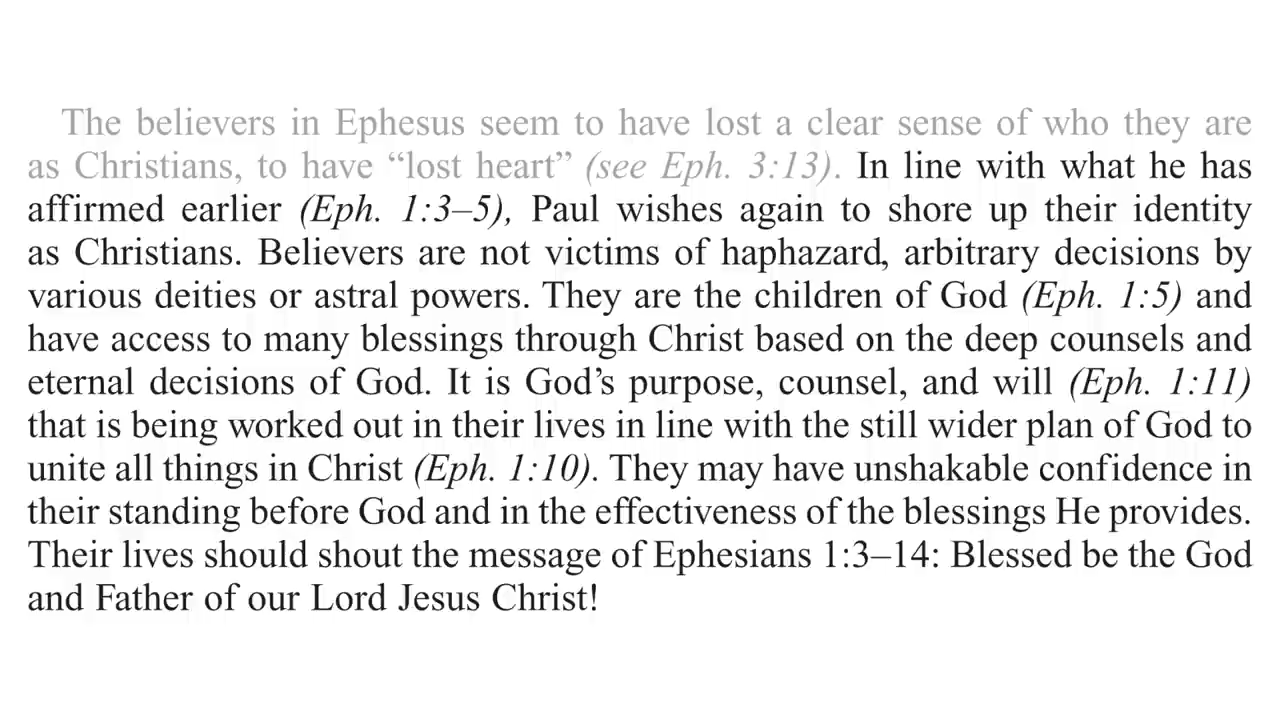 The believers in Ephesus seem to have lost a clear sense of who they are
as Christians, to have “lost heart” (see Eph. 3:13). In line with what he has
affirmed earlier (Eph. 1:3–5), Paul wishes again to shore up their identity
as Christians. Believers are not victims of haphazard, arbitrary decisions by
various deities or astral powers. They are the children of God (Eph. 1:5) and
have access to many blessings through Christ based on the deep counsels and
eternal decisions of God. It is God’s purpose, counsel, and will (Eph. 1:11)
that is being worked out in their lives in line with the still wider plan of God to
unite all things in Christ (Eph. 1:10). They may have unshakable confidence in
their standing before God and in the effectiveness of the blessings He provides.
Their lives should shout the message of Ephesians 1:3–14: Blessed be the God
and Father of our Lord Jesus Christ!